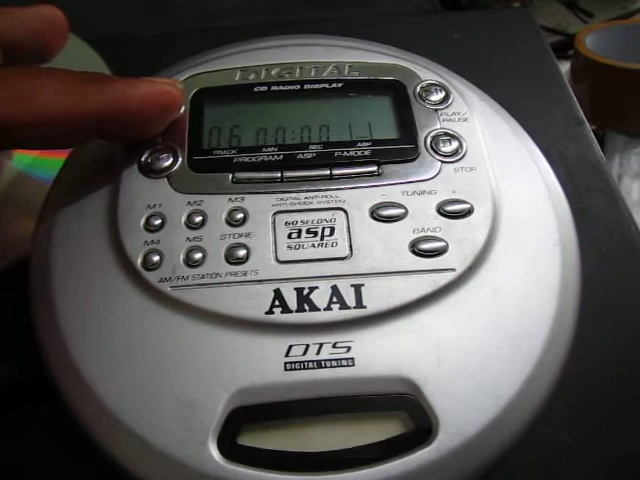 DIGITAL
CD RADIO DISPLAY
06 00:00
TRACK MIN SEC ASP
PROGRAM ASP P-MODE
PLAY/
PAUSE
STOP
M1 M2 M3
M4 M5 STORE
AM/FM STATION PRESETS
DIGITAL ANTI-ROLL
ANTI-SHOCK SYSTEM
60 SECOND
asp
SQUARED
- TUNING +
BAND
AKAI
DTS
DIGITAL TUNING